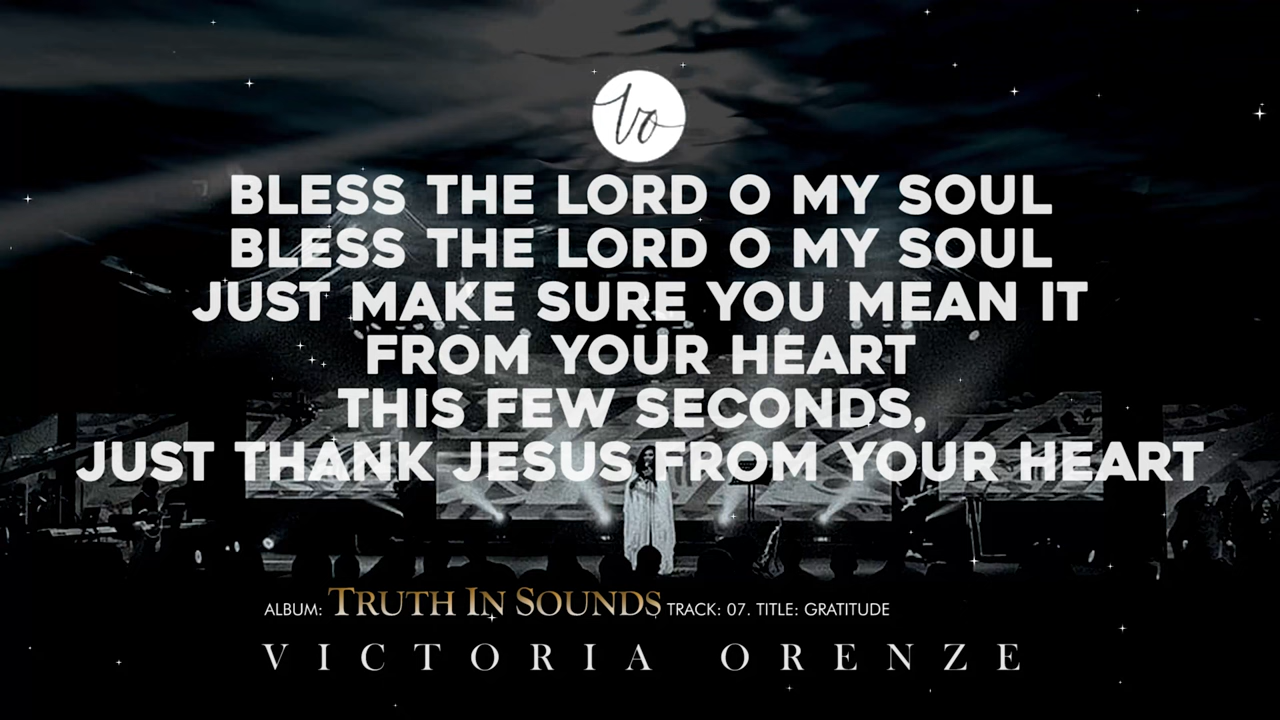 Vo
BLESS THE LORD O MY SOUL
BLESS THE LORD O MY SOUL
JUST MAKE SURE YOU MEAN IT
FROM YOUR HEART
THIS FEW SECONDS,
JUST THANK JESUS FROM YOUR HEART
ALBUM: TRUTH IN SOUNDS TRACK: 07. TITLE: GRATITUDE
VICTORIA ORENZE